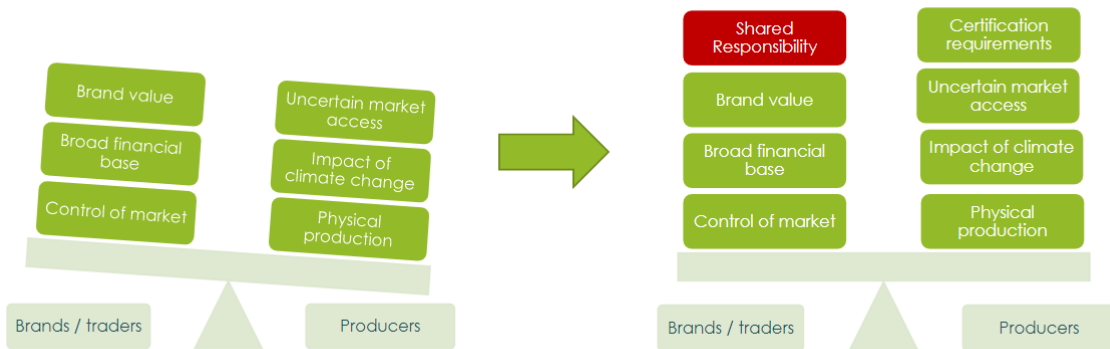 Brand value
Broad financial
base
Control of market
Uncertain market
access
Impact of
climate change
Physical
production
Brands / traders
Producers
Shared
Responsibility
Brand value
Broad financial
base
Control of market
Certification
requirements
Uncertain market
access
Impact of climate
change
Physical
production
Brands / traders
Producers